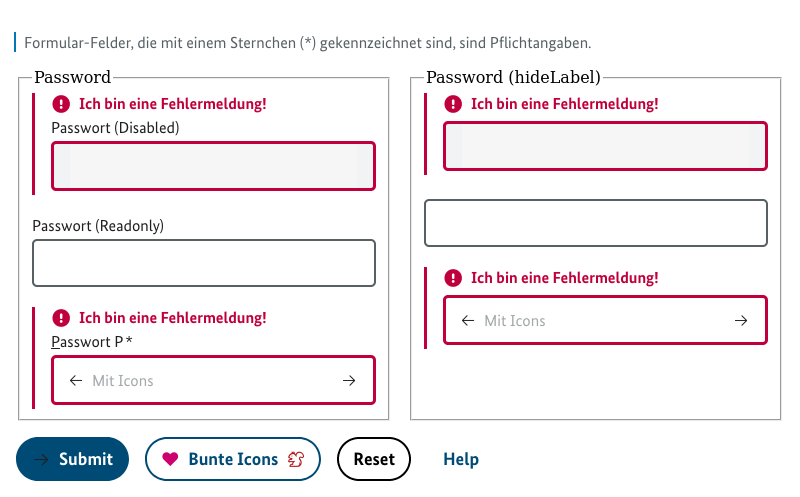 Formular-Felder, die mit einem Sternchen (*) gekennzeichnet sind, sind Pflichtangaben.
Password
Ich bin eine Fehlermeldung!
Passwort (Disabled)
Passwort (Readonly)
Ich bin eine Fehlermeldung!
Passwort P*
Mit Icons
Password (hideLabel)
Ich bin eine Fehlermeldung!
Ich bin eine Fehlermeldung!
Mit Icons
Submit
Bunte Icons
Reset
Help